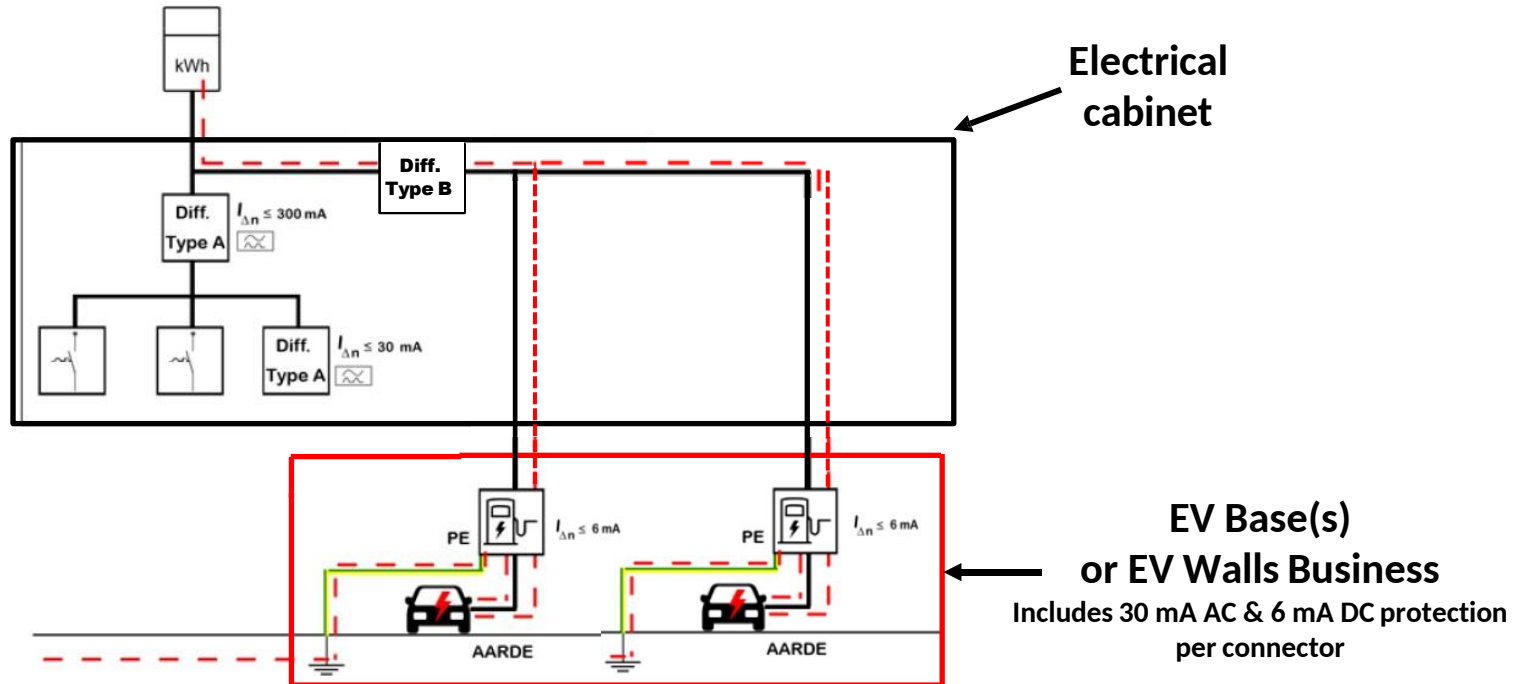 kWh
Electrical
cabinet
Diff.
Type B
Diff.
Type A
IΔn ≤ 300 mA
Diff.
Type A
IΔn ≤ 30 mA
PE
IΔn ≤ 6 mA
PE
IΔn ≤ 6 mA
AARDE
AARDE
EV Base(s)
or EV Walls Business
Includes 30 mA AC & 6 mA DC protection
per connector